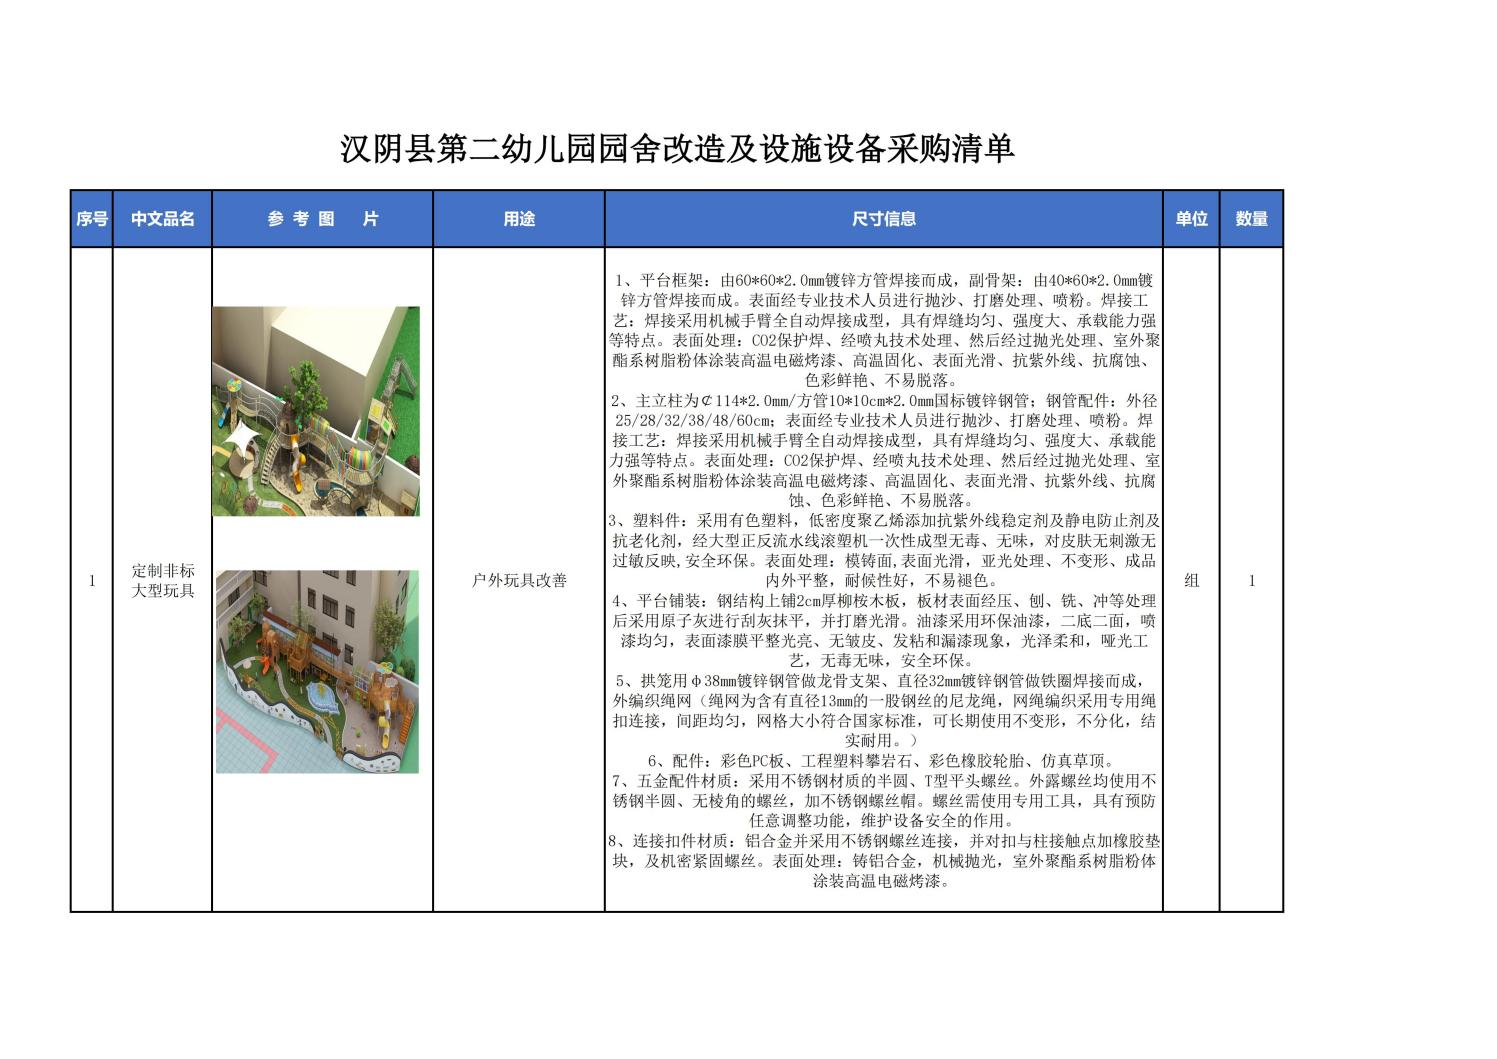 汉阴县第二幼儿园园舍改造及设施设备采购清单
序号 中文品名 参 考 图 片 用途 尺寸信息 单位 数量
1
定制非标
大型玩具
户外玩具改善
1、平台框架：由60*60*2.0mm镀锌方管焊接而成，副骨架：由40*60*2.0mm镀
锌方管焊接而成。表面经专业技术人员进行抛沙、打磨处理、喷粉。焊接工
艺：焊接采用机械手臂全自动焊接成型，具有焊缝均匀、强度大、承载能力强
等特点。表面处理：CO2保护焊、经喷丸技术处理、然后经过抛光处理、室外聚
酯系树脂粉体涂装高温电磁烤漆、高温固化、表面光滑、抗紫外线、抗腐蚀、
色彩鲜艳、不易脱落。
2、主立柱为￠114*2.0mm/方管10*10cm*2.0mm国标镀锌钢管；钢管配件：外径
25/28/32/38/48/60cm；表面经专业技术人员进行抛沙、打磨处理、喷粉。焊
接工艺：焊接采用机械手臂全自动焊接成型，具有焊缝均匀、强度大、承载能
力强等特点。表面处理：CO2保护焊、经喷丸技术处理、然后经过抛光处理、室
外聚酯系树脂粉体涂装高温电磁烤漆、高温固化、表面光滑、抗紫外线、抗腐
蚀、色彩鲜艳、不易脱落。
3、塑料件：采用有色塑料，低密度聚乙烯添加抗紫外线稳定剂及静电防止剂及
抗老化剂，经大型正反流水线滚塑机一次性成型无毒、无味，对皮肤无刺激无
过敏反映,安全环保。表面处理：模铸面,表面光滑，亚光处理、不变形、成品
内外平整，耐候性好，不易褪色。
4、平台铺装：钢结构上铺2cm厚柳桉木板，板材表面经压、刨、铣、冲等处理
后采用原子灰进行刮灰抹平，并打磨光滑。油漆采用环保油漆，二底二面，喷
漆均匀，表面漆膜平整光亮、无皱皮、发粘和漏漆现象，光泽柔和，哑光工
艺，无毒无味，安全环保。
5、拱笼用φ38mm镀锌钢管做龙骨支架、直径32mm镀锌钢管做铁圈焊接而成，
外编织绳网（绳网为含有直径13mm的一股钢丝的尼龙绳，网绳编织采用专用绳
扣连接，间距均匀，网格大小符合国家标准，可长期使用不变形，不分化，结
实耐用。）
6、配件：彩色PC板、工程塑料攀岩石、彩色橡胶轮胎、仿真草顶。
7、五金配件材质：采用不锈钢材质的半圆、T型平头螺丝。外露螺丝均使用不
锈钢半圆、无棱角的螺丝，加不锈钢螺丝帽。螺丝需使用专用工具，具有预防
任意调整功能，维护设备安全的作用。
8、连接扣件材质：铝合金并采用不锈钢螺丝连接，并对扣与柱接触点加橡胶垫
块，及机密紧固螺丝。表面处理：铸铝合金，机械抛光，室外聚酯系树脂粉体
涂装高温电磁烤漆。
组
1